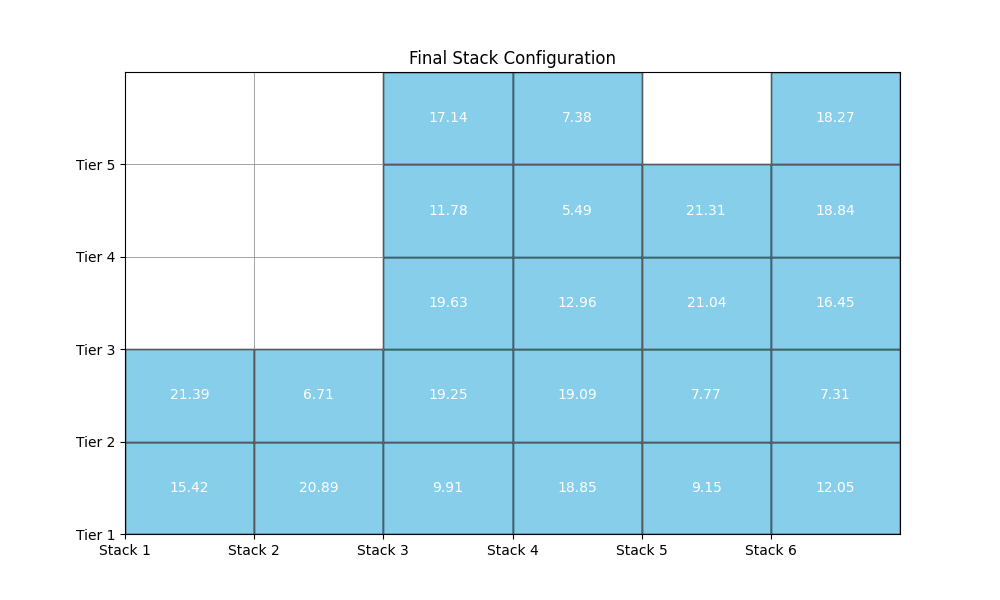 Final Stack Configuration
17.14 7.38 18.27
Tier 5
11.78 5.49 21.31 18.84
Tier 4
19.63 12.96 21.04 16.45
Tier 3
21.39 6.71 19.25 19.09 7.77 7.31
Tier 2
15.42 20.89 9.91 18.85 9.15 12.05
Tier 1
Stack 1 Stack 2 Stack 3 Stack 4 Stack 5 Stack 6